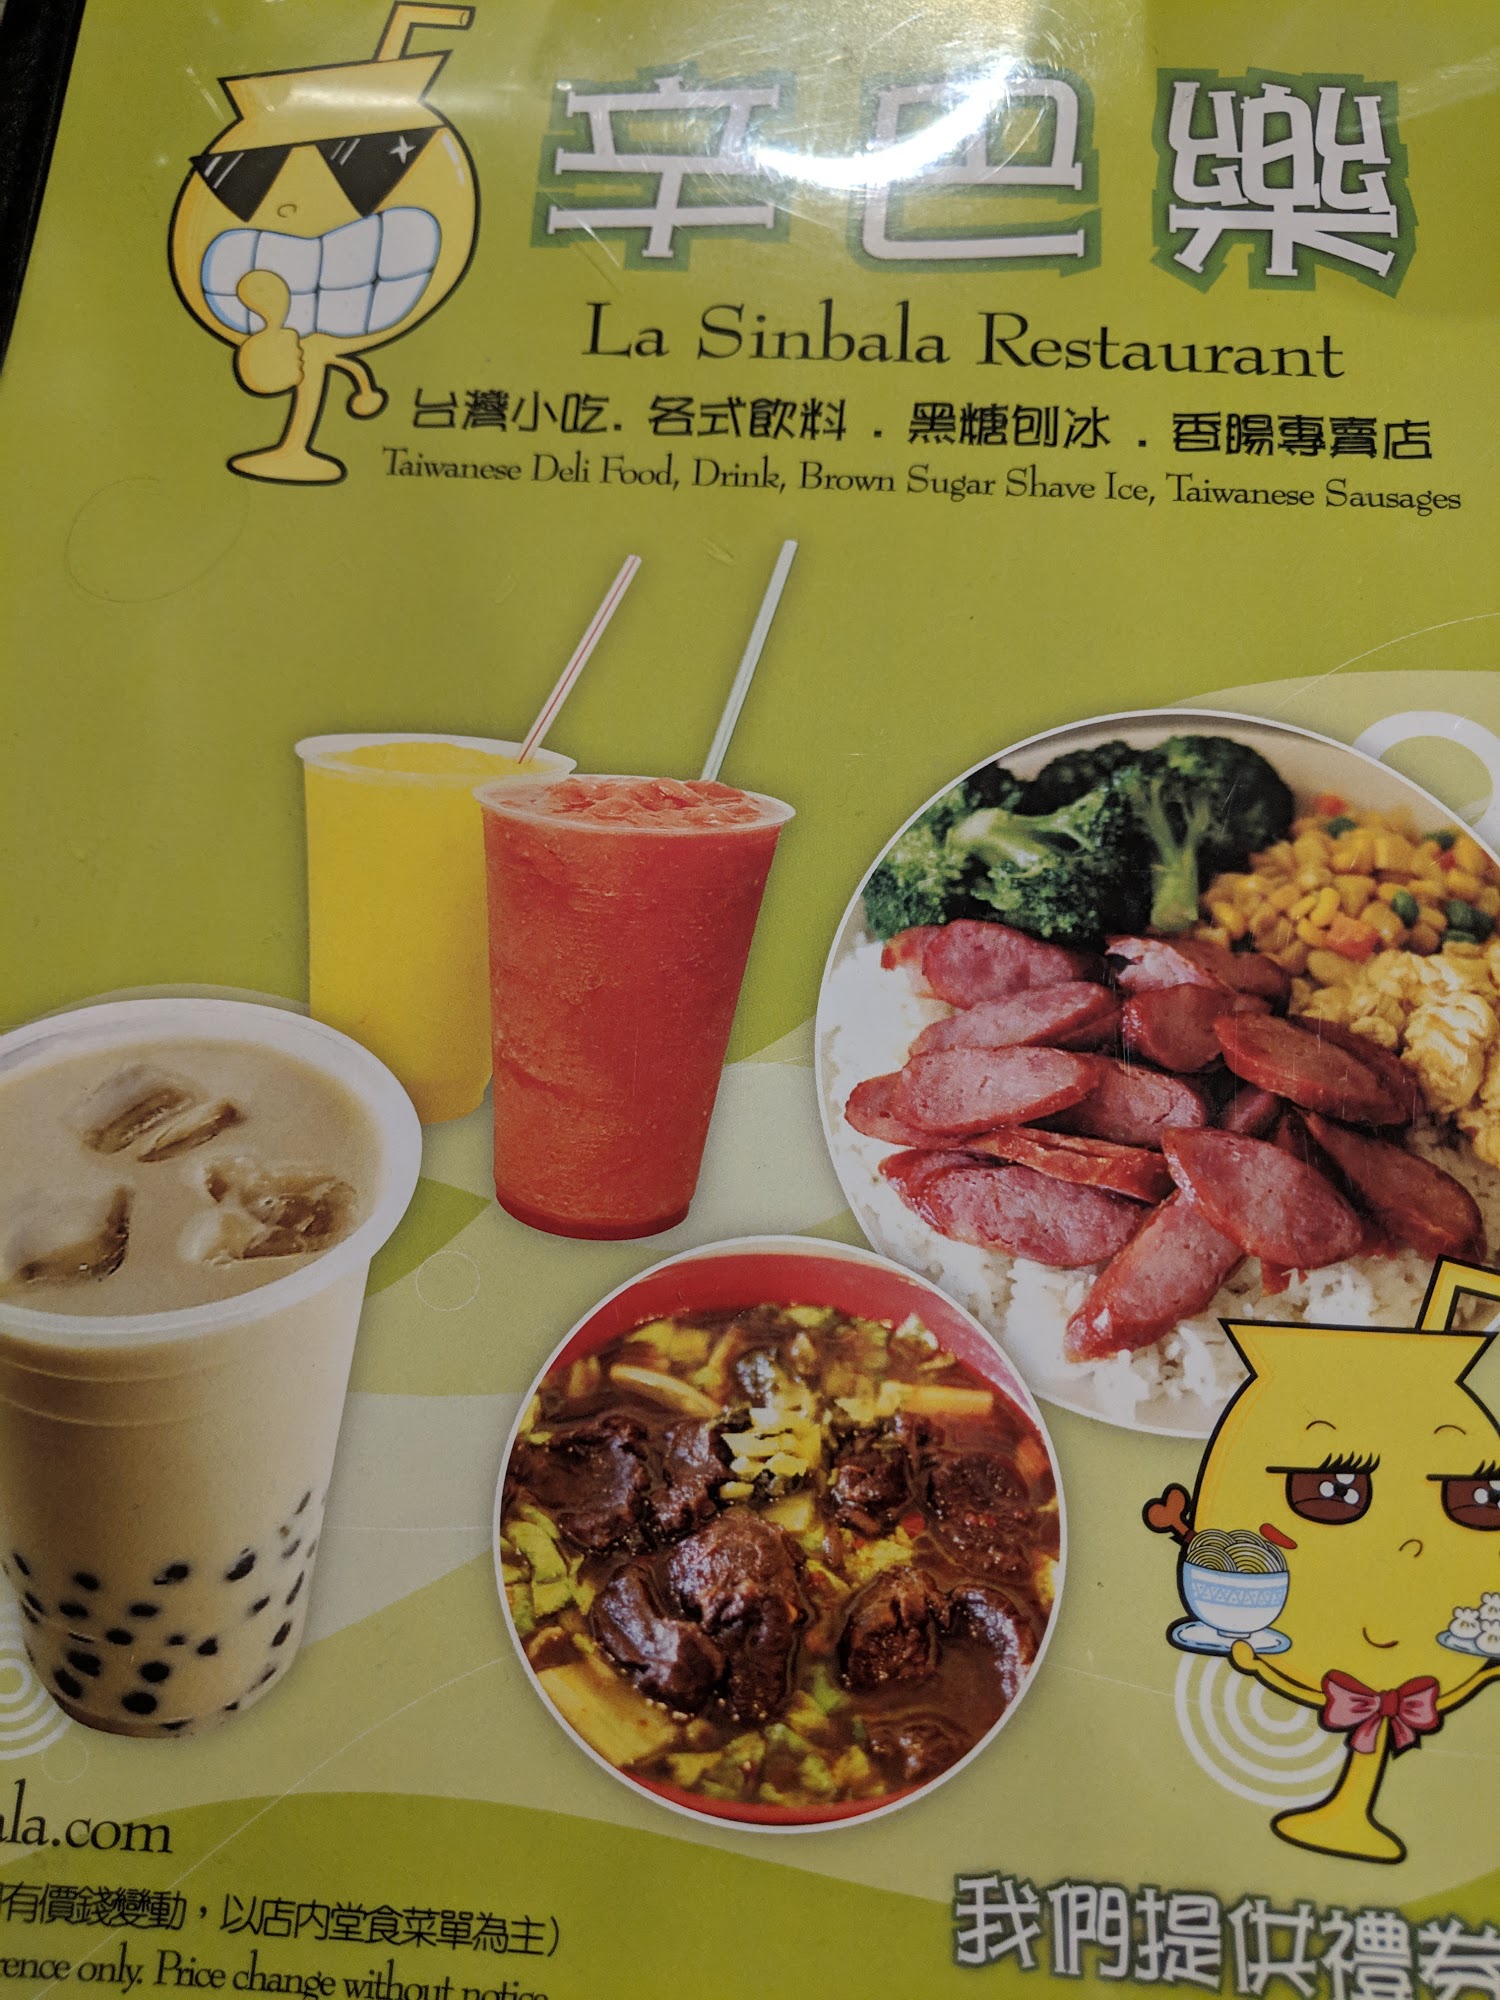 辛巴樂
La Sinbala Restaurant
台灣小吃. 各式飲料 . 黑糖刨冰 . 香腸專賣店
Taiwanese Deli Food, Drink, Brown Sugar Shave Ice, Taiwanese Sausages
la.com
有價錢變動，以店內堂食菜單為主）
only. Price change without notice
我們提供禮券